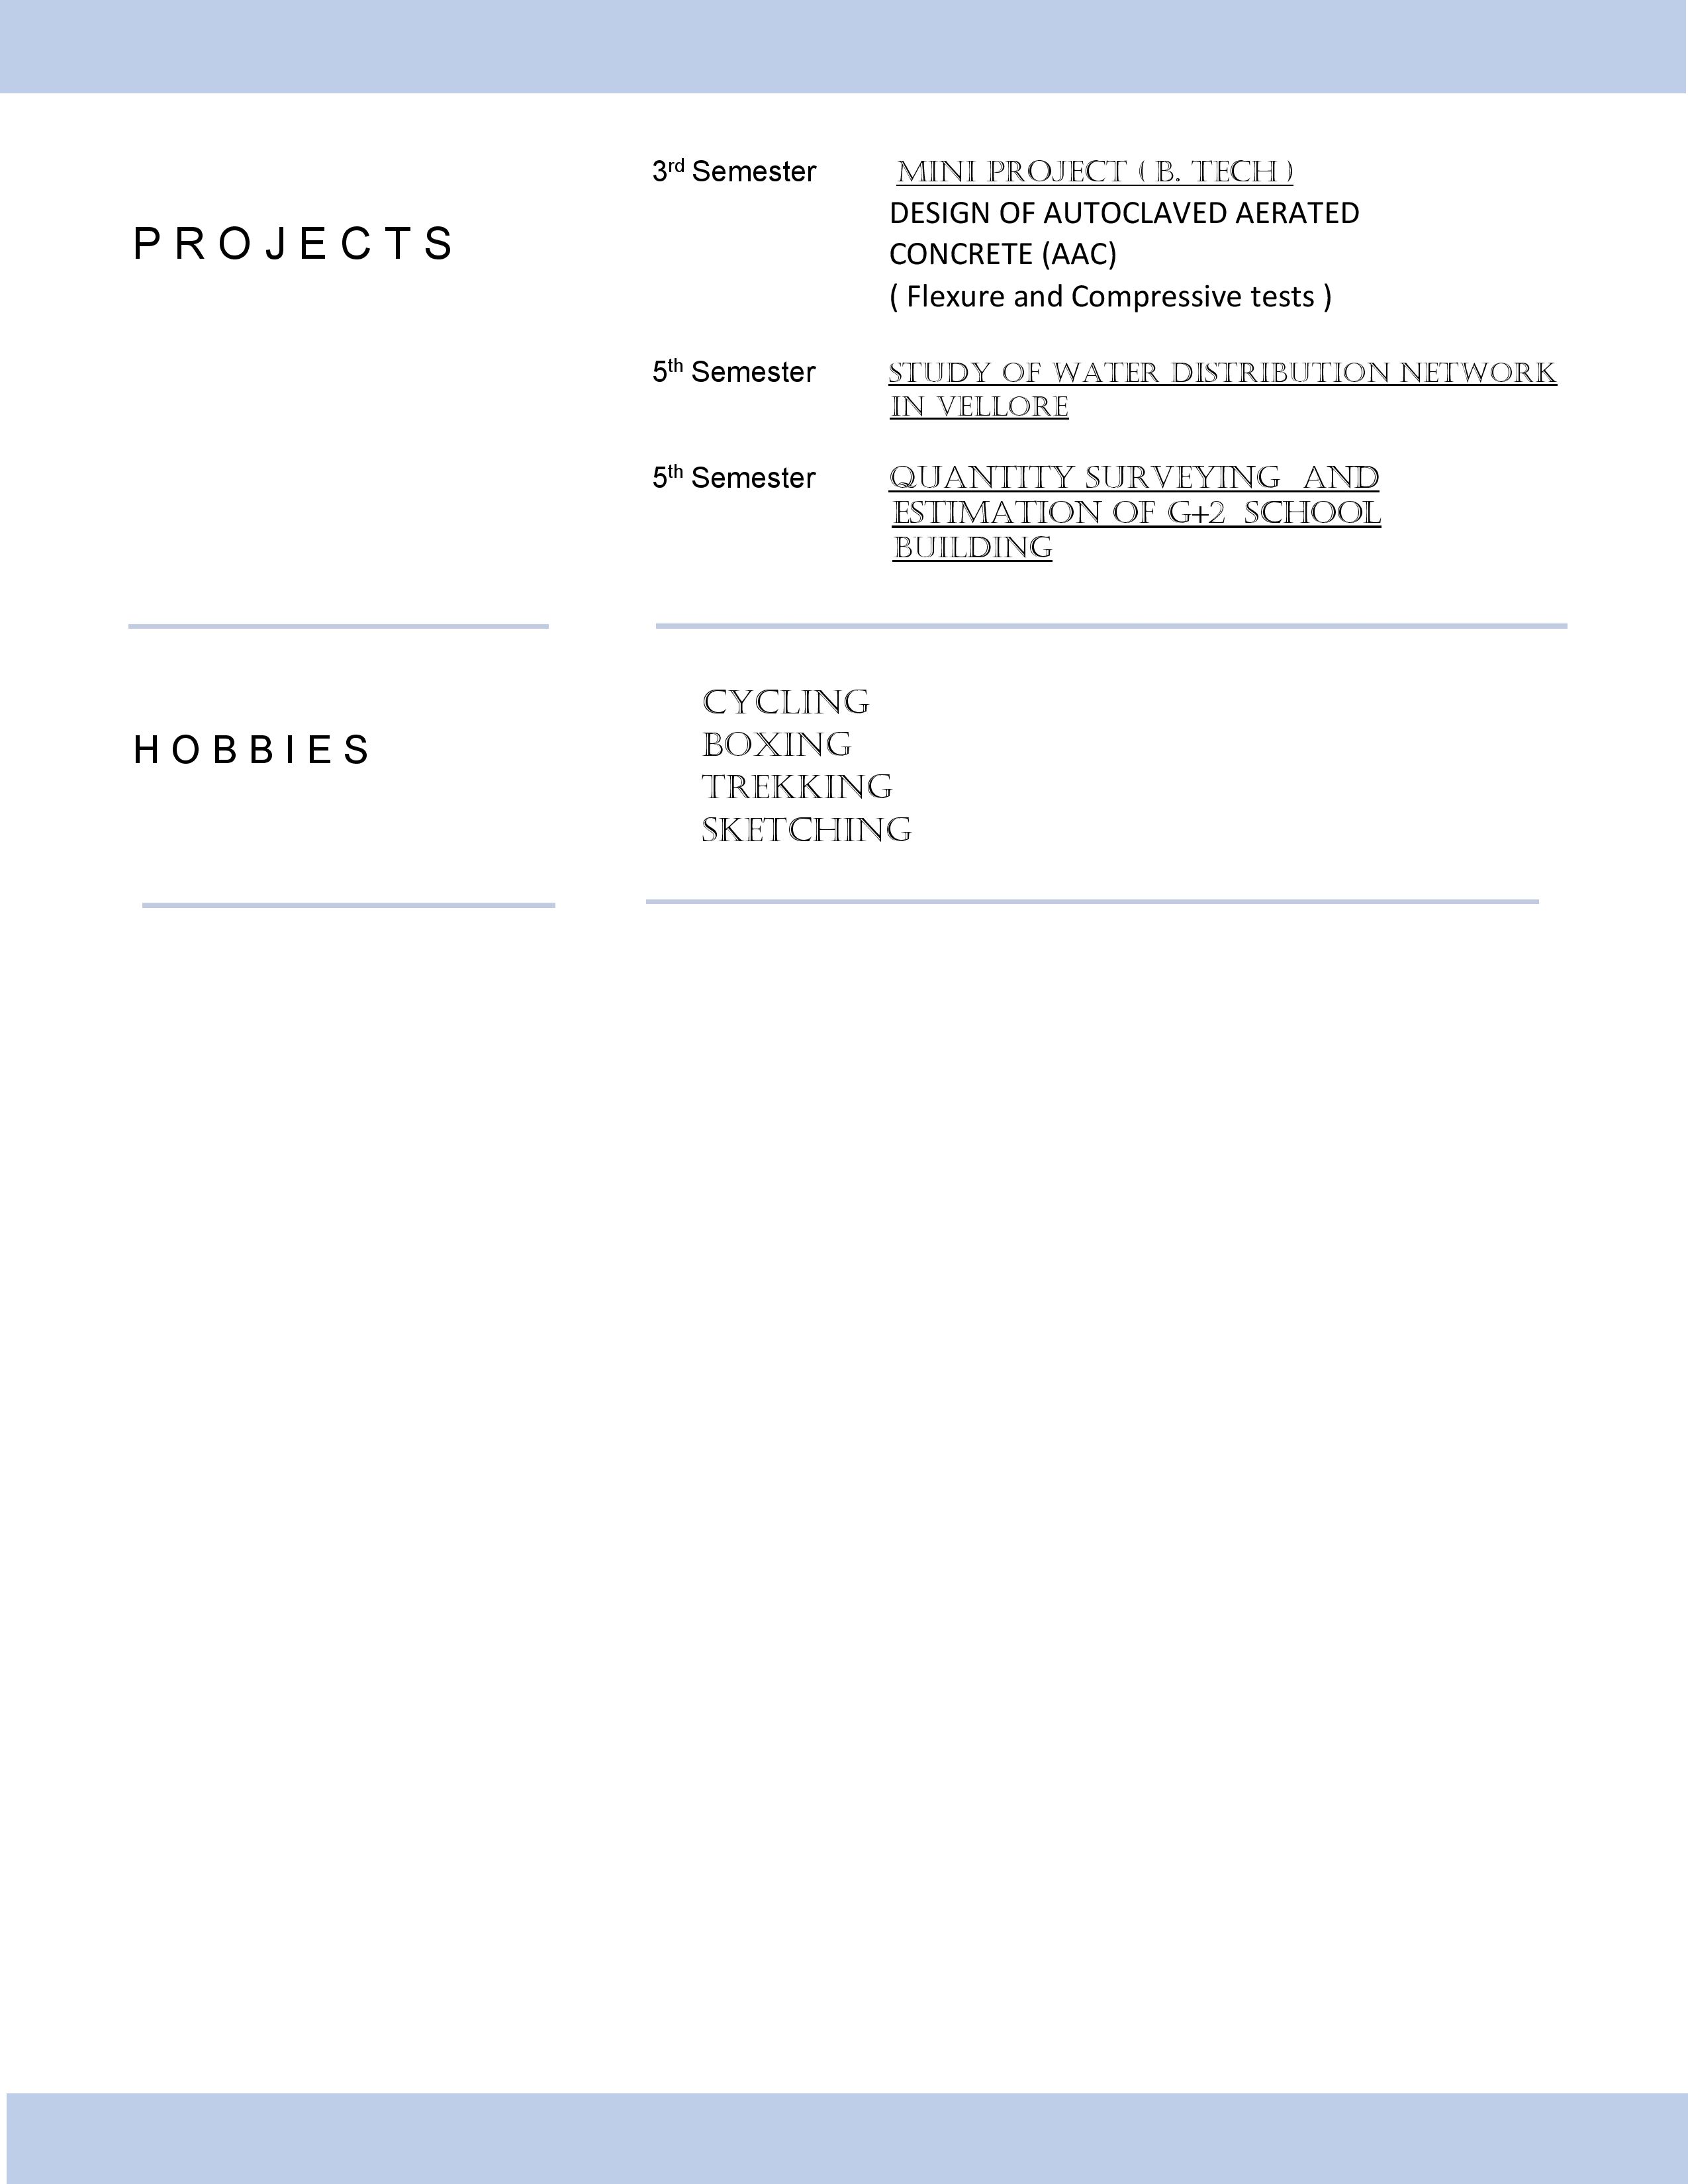 PROJECTS
3rd Semester MINI PROJECT ( B. TECH )
DESIGN OF AUTOCLAVED AERATED
CONCRETE (AAC)
( Flexure and Compressive tests )
5th Semester STUDY OF WATER DISTRIBUTION NETWORK
IN VELLORE
5th Semester QUANTITY SURVEYING AND
ESTIMATION OF G+2 SCHOOL
BUILDING
HOBBIES
CYCLING
BOXING
TREKKING
SKETCHING